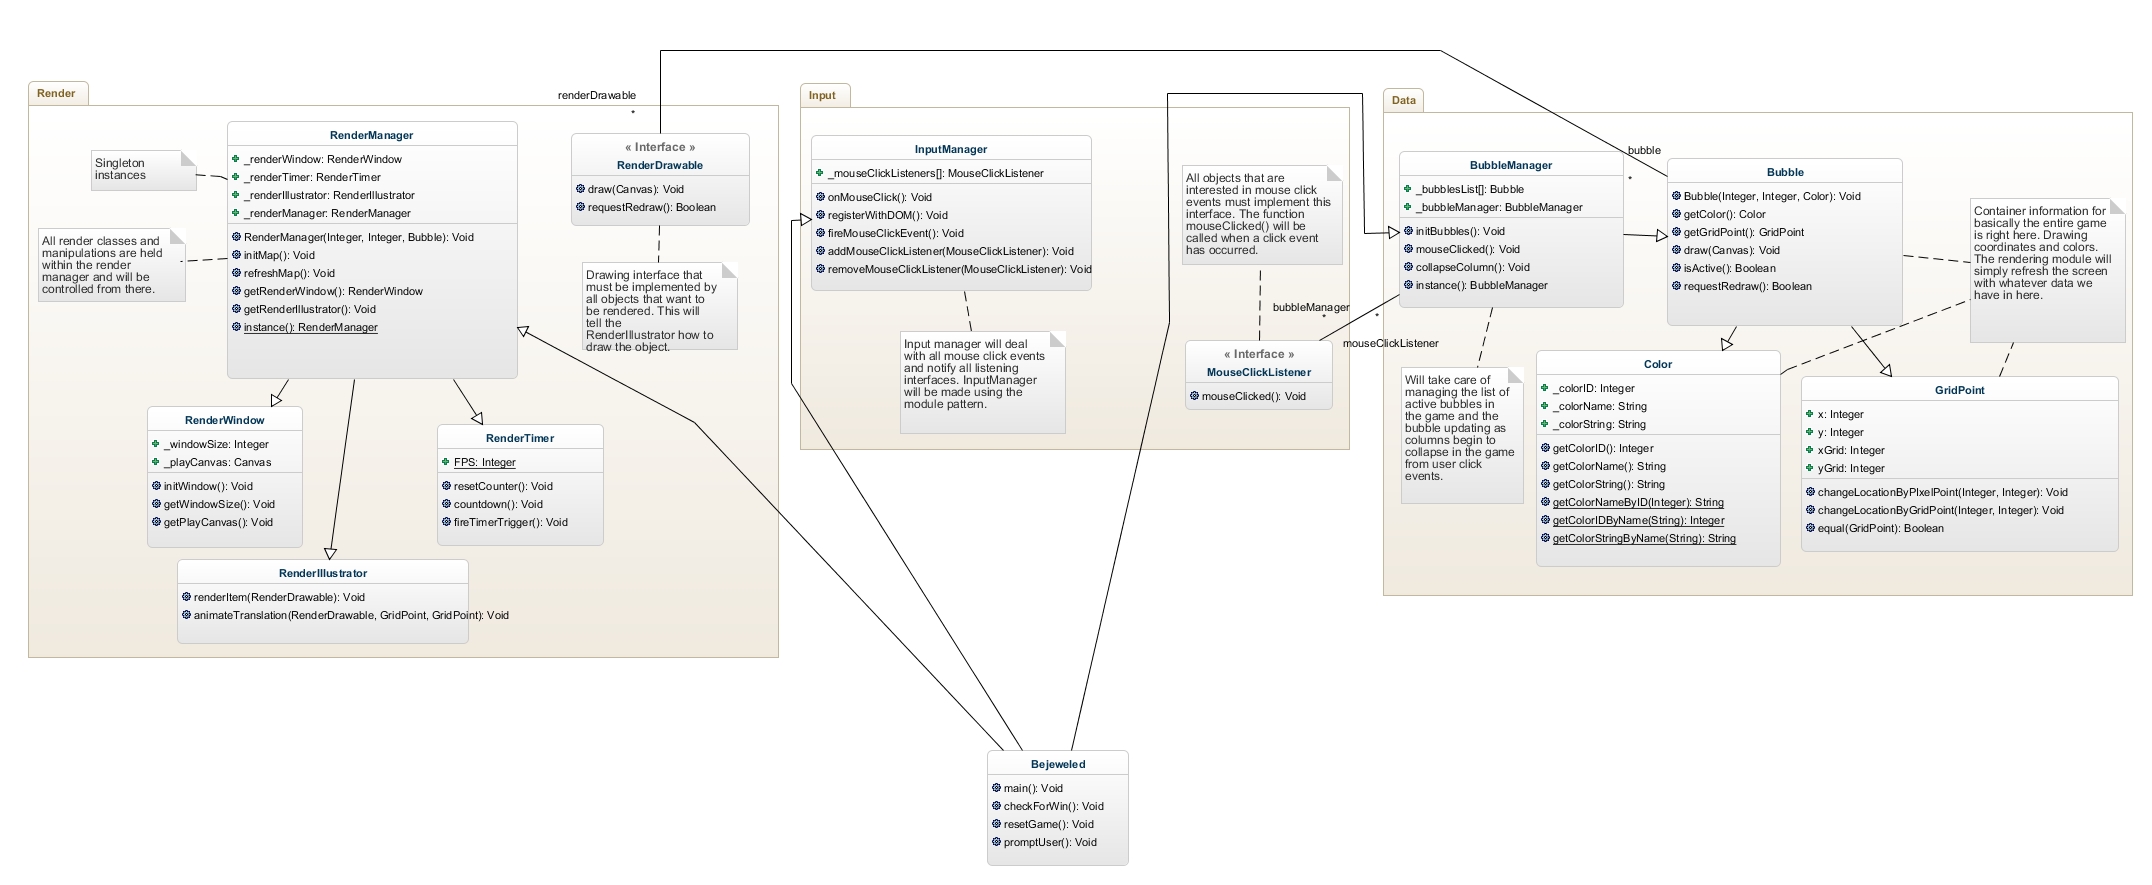 Render
RenderManager
_renderWindow: RenderWindow
_renderTimer: RenderTimer
_renderIllustrator: RenderIllustrator
_renderManager: RenderManager
RenderManager(Integer, Integer, Bubble): Void
initMap(): Void
refreshMap(): Void
getRenderWindow(): RenderWindow
getRenderIllustrator(): Void
instance(): RenderManager
Singleton
instances
All render classes and
manipulations are held
within the render
manager and will be
controlled from there.
renderDrawable
*
« Interface »
RenderDrawable
draw(Canvas): Void
requestRedraw(): Boolean
Drawing interface that
must be implemented by
all objects that want to
be rendered. This will
tell the
RenderIllustrator how to
draw the object.
RenderWindow
_windowSize: Integer
_playCanvas: Canvas
initWindow(): Void
getWindowSize(): Void
getPlayCanvas(): Void
RenderTimer
FPS: Integer
resetCounter(): Void
countdown(): Void
fireTimerTrigger(): Void
RenderIllustrator
renderItem(RenderDrawable): Void
animateTranslation(RenderDrawable, GridPoint, GridPoint): Void
Input
InputManager
_mouseClickListeners[]: MouseClickListener
onMouseClick(): Void
registerWithDOM(): Void
fireMouseClickEvent(): Void
addMouseClickListener(MouseClickListener): Void
removeMouseClickListener(MouseClickListener): Void
Input manager will deal
with all mouse click events
and notify all listening
interfaces. InputManager
will be made using the
module pattern.
All objects that are
interested in mouse click
events must implement this
interface. The function
mouseClicked() will be
called when a click event
has occurred.
bubbleManager
*
*
mouseClickListener
« Interface »
MouseClickListener
mouseClicked(): Void
Data
BubbleManager
_bubblesList[]: Bubble
_bubbleManager: BubbleManager
initBubbles(): Void
mouseClicked(): Void
collapseColumn(): Void
instance(): BubbleManager
Will take care of
managing the list of
active bubbles in
the game and the
bubble updating as
columns begin to
collapse in the game
from user click
events.
bubble
*
Bubble
Bubble(Integer, Integer, Color): Void
getColor(): Color
getGridPoint(): GridPoint
draw(Canvas): Void
isActive(): Boolean
requestRedraw(): Boolean
Container information for
basically the entire game
is right here. Drawing
coordinates and colors.
The rendering module will
simply refresh the screen
with whatever data we
have in here.
Color
_colorID: Integer
_colorName: String
_colorString: String
getColorID(): Integer
getColorName(): String
getColorString(): String
getColorNameByID(Integer): String
getColorIDByName(String): Integer
getColorStringByName(String): String
GridPoint
x: Integer
y: Integer
xGrid: Integer
yGrid: Integer
changeLocationByPIxelPoint(Integer, Integer): Void
changeLocationByGridPoint(Integer, Integer): Void
equal(GridPoint): Boolean
Bejeweled
main(): Void
checkForWin(): Void
resetGame(): Void
promptUser(): Void